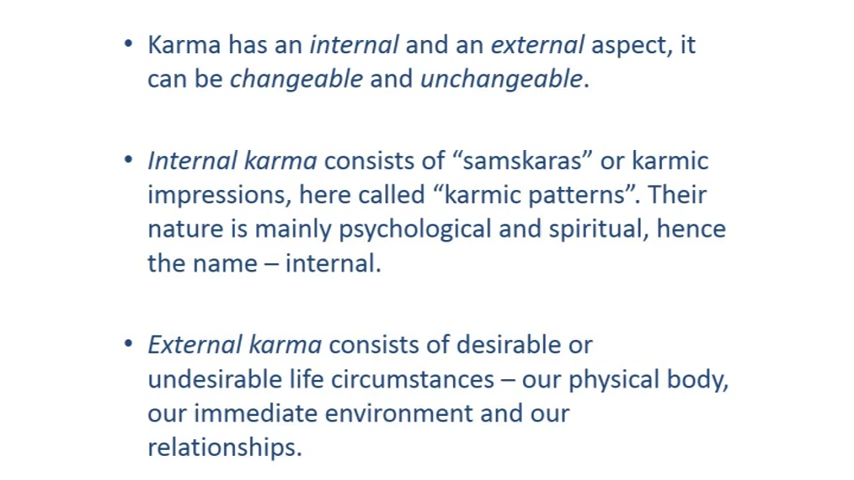 • Karma has an internal and an external aspect, it
can be changeable and unchangeable.
• Internal karma consists of “samskaras” or karmic
impressions, here called “karmic patterns”. Their
nature is mainly psychological and spiritual, hence
the name – internal.
• External karma consists of desirable or
undesirable life circumstances – our physical body,
our immediate environment and our
relationships.